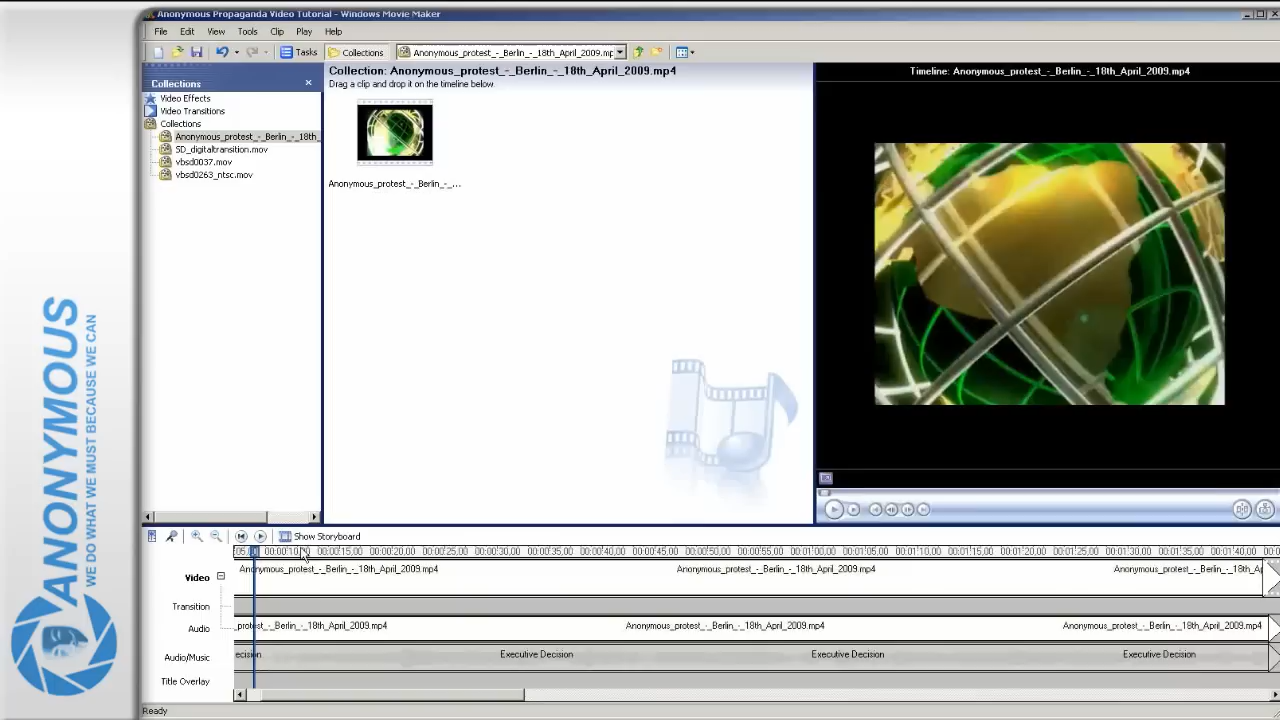 Anonymous Propaganda Video Tutorial - Windows Movie Maker
File Edit View Tools Clip Play Help
Tasks Collections Anonymous_protest_-_Berlin_-_18th_April_2009.mp
Collections
Video Effects
Video Transitions
Collections
Anonymous_protest_-_Berlin_-_18th_
SD_digitaltransition.mov
vbsd0037.mov
vbsd0263_ntsc.mov
Collection: Anonymous_protest_-_Berlin_-_18th_April_2009.mp4
Drag a clip and drop it on the timeline below.
Anonymous_protest_-_Berlin_-_...
Timeline: Anonymous_protest_-_Berlin_-_18th_April_2009.mp4
ANONYMOUS
WE DO WHAT WE MUST BECAUSE WE CAN
Show Storyboard
00:00:15,00 00:00:20,00 00:00:25,00 00:00:30,00 00:00:35,00 00:00:40,00 00:00:45,00 00:00:50,00 00:00:55,00 00:01:00,00 00:01:05,00 00:01:10,00 00:01:15,00 00:01:20,00 00:01:25,00 00:01:30,00 00:01:35,00 00:01:40,00
Video Anonymous_protest_-_Berlin_-_18th_April_2009.mp4 Anonymous_protest_-_Berlin_-_18th_April_2009.mp4 Anonymous_protest_-_Berlin_-_18th_Ap
Transition
Audio _protest_-_Berlin_-_18th_April_2009.mp4 Anonymous_protest_-_Berlin_-_18th_April_2009.mp4 Anonymous_protest_-_Berlin_-_18th_April_2009.mp4
Audio/Music ecision Executive Decision Executive Decision Executive Decision
Title Overlay
Ready